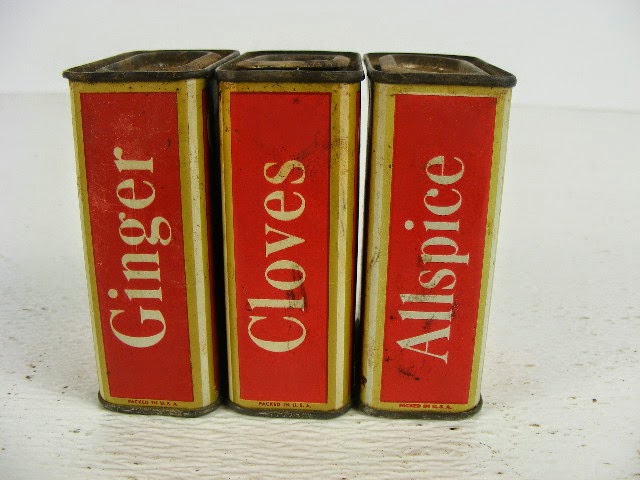 Ginger
PACKED IN U.S.A.
Cloves
PACKED IN U.S.A.
Allspice
PACKED IN U.S.A.